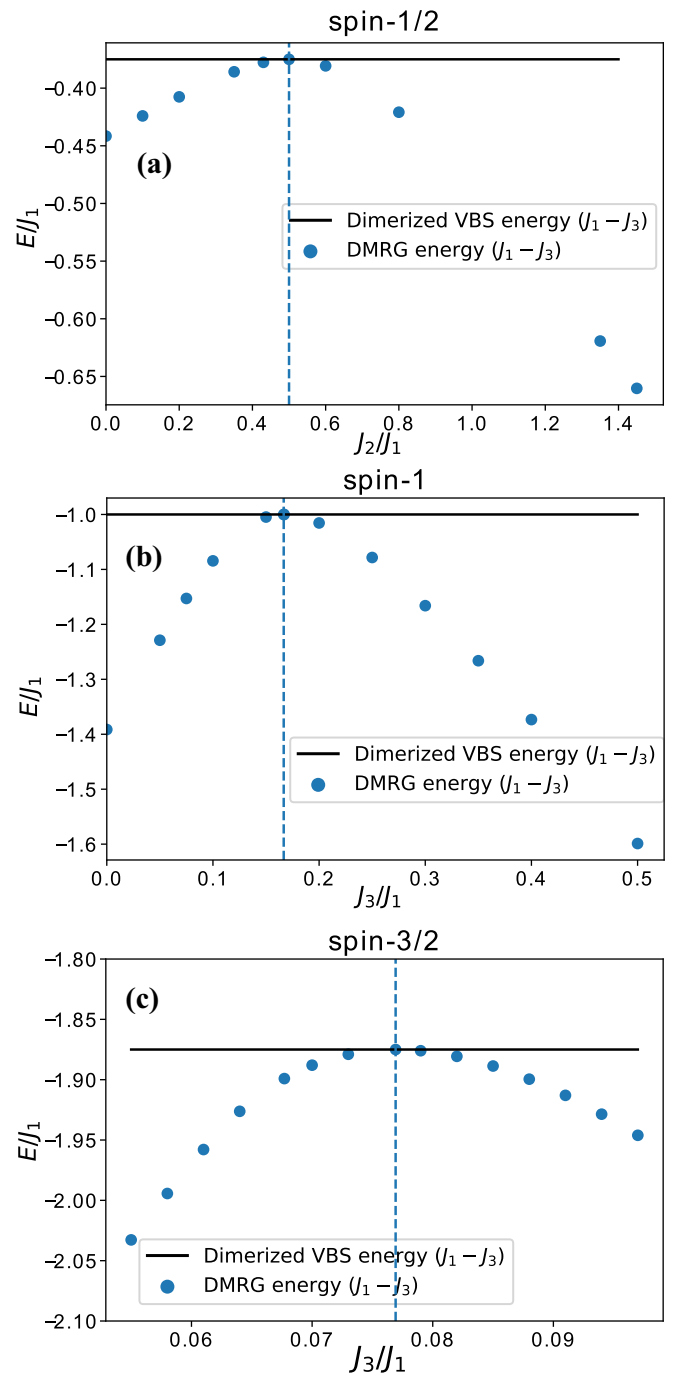 spin-1/2
−0.40
−0.45
−0.50
−0.55
−0.60
−0.65
E/J₁
(a)
Dimerized VBS energy (J₁ − J₃)
DMRG energy (J₁ − J₃)
0.0 0.2 0.4 0.6 0.8 1.0 1.2 1.4
J₂/J₁
spin-1
−1.0
−1.1
−1.2
−1.3
−1.4
−1.5
−1.6
E/J₁
(b)
Dimerized VBS energy (J₁ − J₃)
DMRG energy (J₁ − J₃)
0.0 0.1 0.2 0.3 0.4 0.5
J₃/J₁
spin-3/2
−1.80
−1.85
−1.90
−1.95
−2.00
−2.05
−2.10
E/J₁
(c)
Dimerized VBS energy (J₁ − J₃)
DMRG energy (J₁ − J₃)
0.06 0.07 0.08 0.09
J₃/J₁